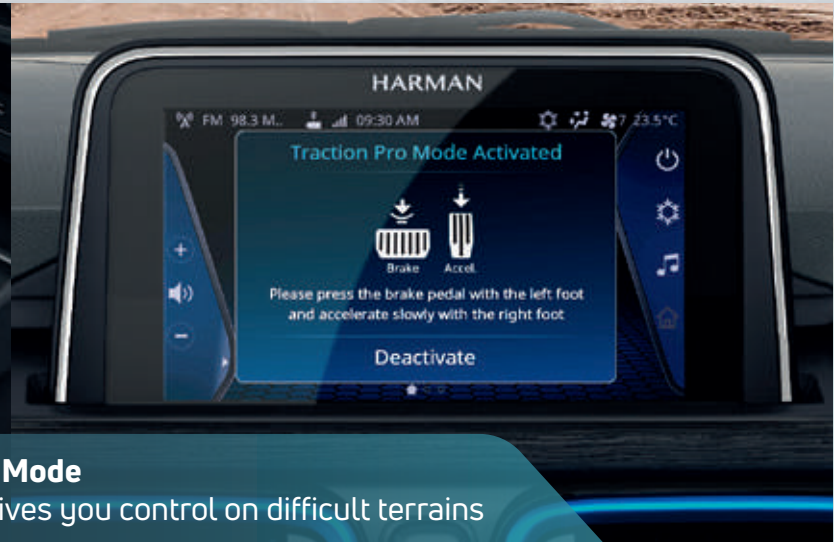 HARMAN
FM 98.3 M.. 09:30 AM 7 23.5°C
Traction Pro Mode Activated
Brake Accel.
Please press the brake pedal with the left foot
and accelerate slowly with the right foot
Deactivate
Mode
ives you control on difficult terrains